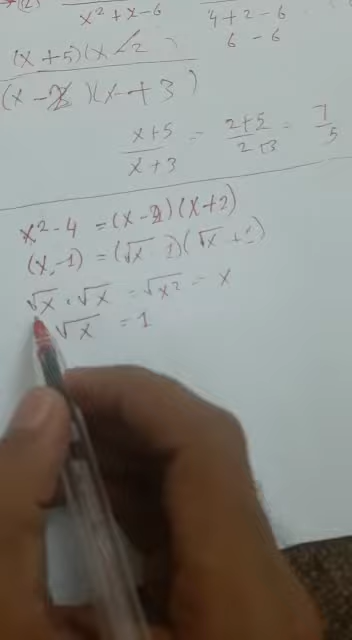 x² + x - 6
4 + 2 - 6
6 - 6
(x + 5)(x - 2)
(x - 2)(x + 3)
x + 5 = 2 + 5 = 7
x + 3 2 + 3 5
x² - 4 = (x - 2)(x + 2)
(x - 1) = (√x 1)(√x + 1)
√x · √x = √x² = x
√x = 1